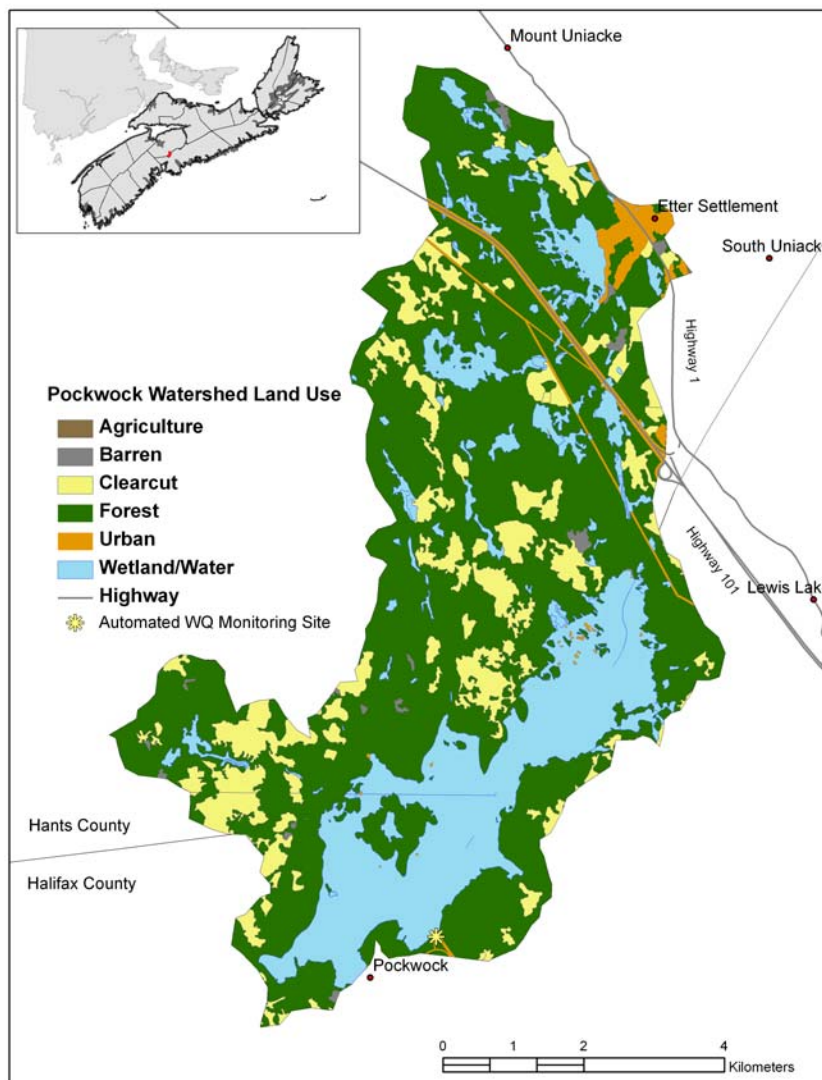 Mount Uniacke
Etter Settlement
South Uniack
Highway 1
Pockwock Watershed Land Use
Agriculture
Barren
Clearcut
Forest
Urban
Wetland/Water
Highway
Automated WQ Monitoring Site
Highway 101
Lewis Lak
Hants County
Halifax County
Pockwock
0 1 2 4
Kilometers